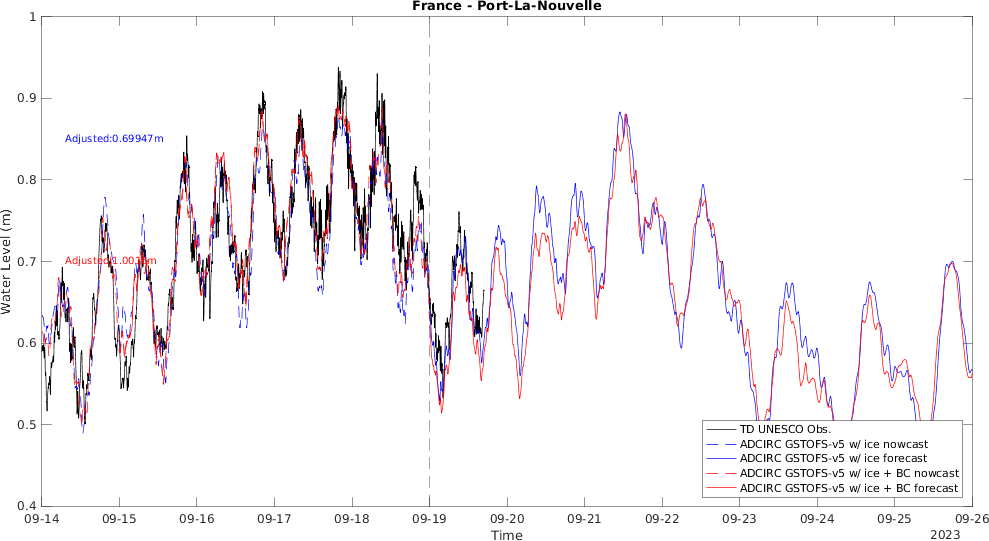 France - Port-La-Nouvelle
Water Level (m)
1
0.9
0.8
0.7
0.6
0.5
0.4
Adjusted:0.69947m
TD UNESCO Obs.
ADCIRC GSTOFS-v5 w/ ice nowcast
ADCIRC GSTOFS-v5 w/ ice forecast
ADCIRC GSTOFS-v5 w/ ice + BC nowcast
ADCIRC GSTOFS-v5 w/ ice + BC forecast
09-14 09-15 09-16 09-17 09-18 09-19 09-20 09-21 09-22 09-23 09-24 09-25 09-26
Time
2023